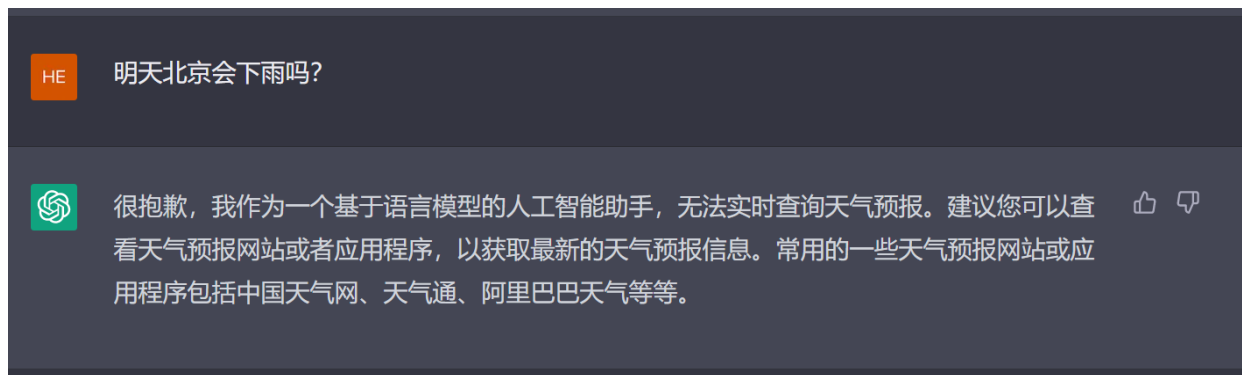 HE
明天北京会下雨吗?
很抱歉，我作为一个基于语言模型的人工智能助手，无法实时查询天气预报。建议您可以查
看天气预报网站或者应用程序，以获取最新的天气预报信息。常用的一些天气预报网站或应
用程序包括中国天气网、天气通、阿里巴巴天气等等。